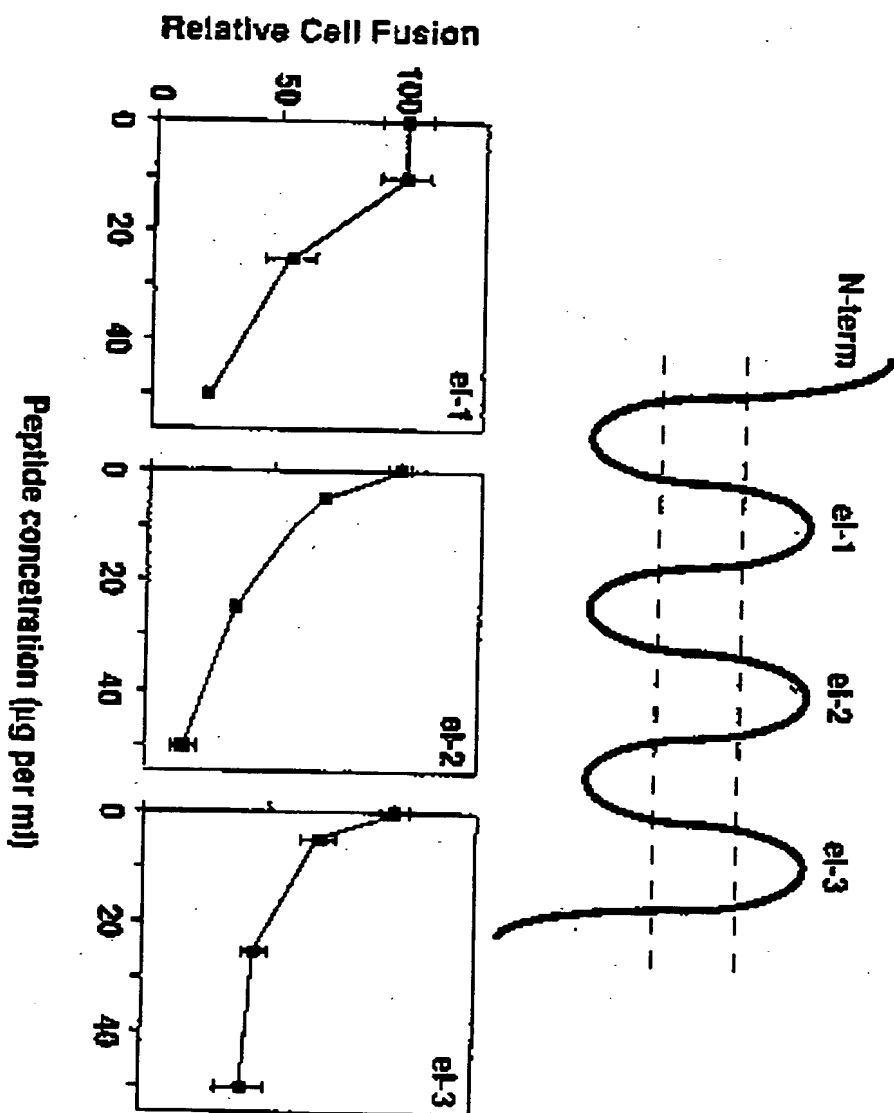 N-term el-1 el-2 el-3
Relative Cell Fusion
100
50
0
el-1
el-2
el-3
0 20 40
0 20 40
0 20 40
Peptide concetration (µg per ml)